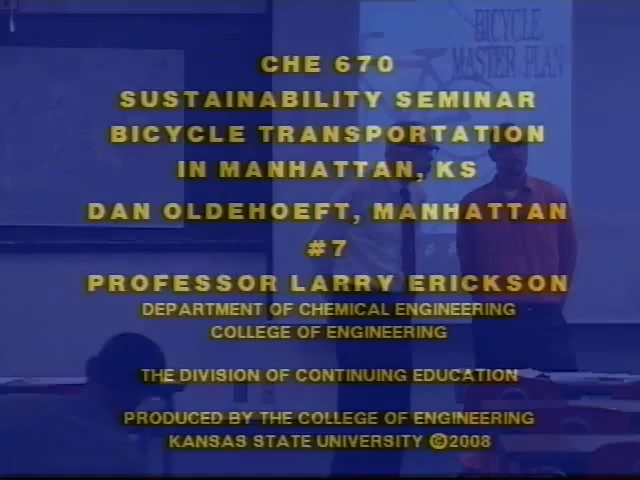 BICYCLE
MASTER PLAN
CHE 670
SUSTAINABILITY SEMINAR
BICYCLE TRANSPORTATION
IN MANHATTAN, KS
DAN OLDEHOEFT, MANHATTAN
#7
PROFESSOR LARRY ERICKSON
DEPARTMENT OF CHEMICAL ENGINEERING
COLLEGE OF ENGINEERING
THE DIVISION OF CONTINUING EDUCATION
PRODUCED BY THE COLLEGE OF ENGINEERING
KANSAS STATE UNIVERSITY ©2008